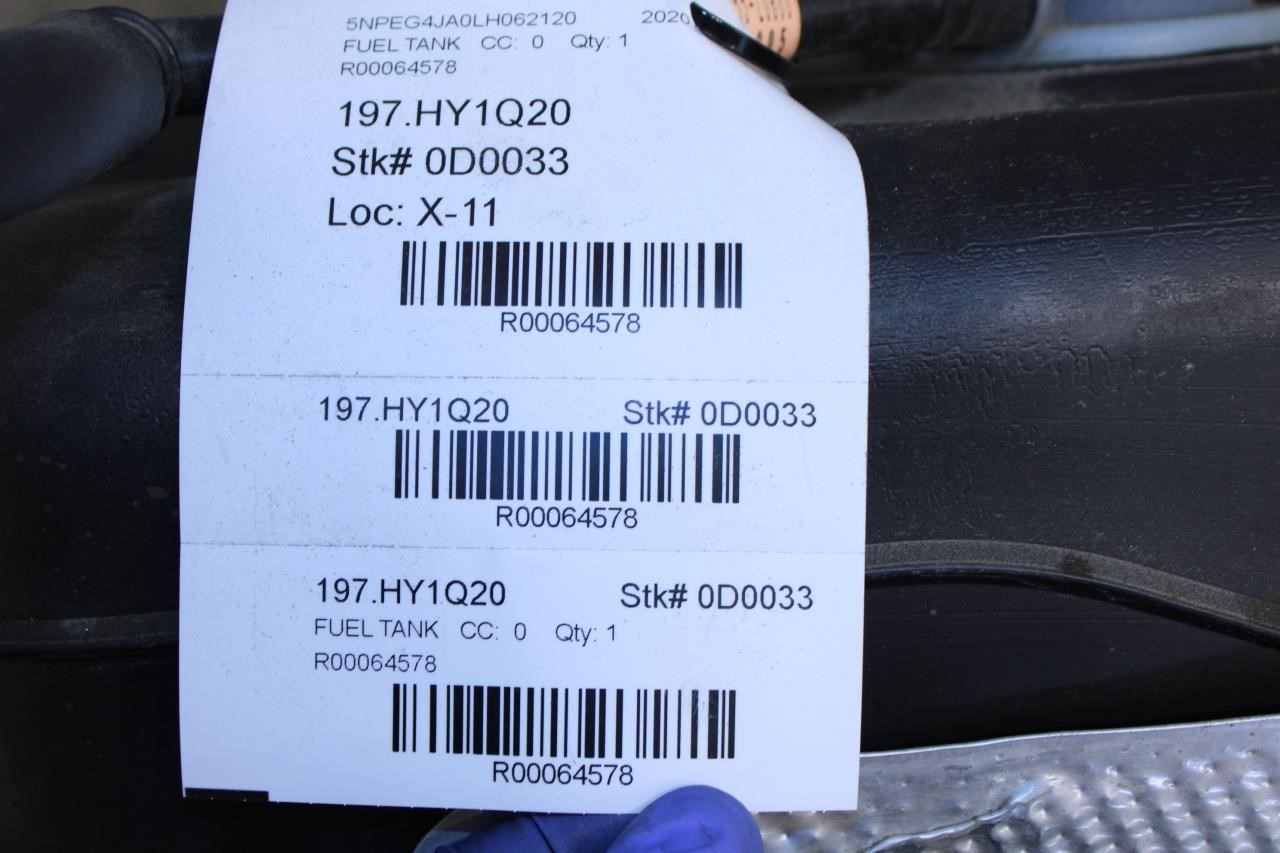 5NPEG4JA0LH062120 2020
FUEL TANK CC: 0 Qty: 1
R00064578
197.HY1Q20
Stk# 0D0033
Loc: X-11
R00064578
197.HY1Q20 Stk# 0D0033
R00064578
197.HY1Q20 Stk# 0D0033
FUEL TANK CC: 0 Qty: 1
R00064578
R00064578